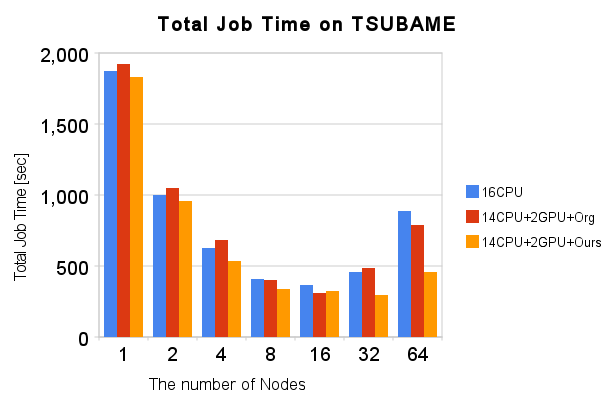 Total Job Time on TSUBAME
2,000
1,500
1,000
500
0
Total Job Time [sec]
1 2 4 8 16 32 64
The number of Nodes
16CPU
14CPU+2GPU+Org
14CPU+2GPU+Ours